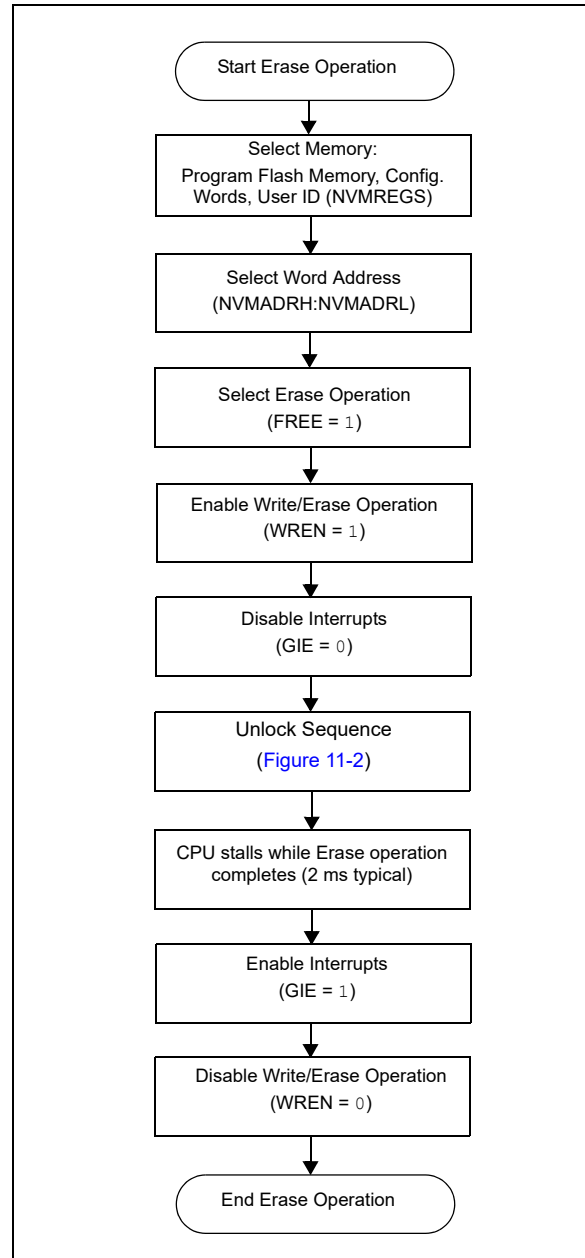 Start Erase Operation
Select Memory:
Program Flash Memory, Config.
Words, User ID (NVMREGS)
Select Word Address
(NVMADRH:NVMADRL)
Select Erase Operation
(FREE = 1)
Enable Write/Erase Operation
(WREN = 1)
Disable Interrupts
(GIE = 0)
Unlock Sequence
(Figure 11-2)
CPU stalls while Erase operation
completes (2 ms typical)
Enable Interrupts
(GIE = 1)
Disable Write/Erase Operation
(WREN = 0)
End Erase Operation